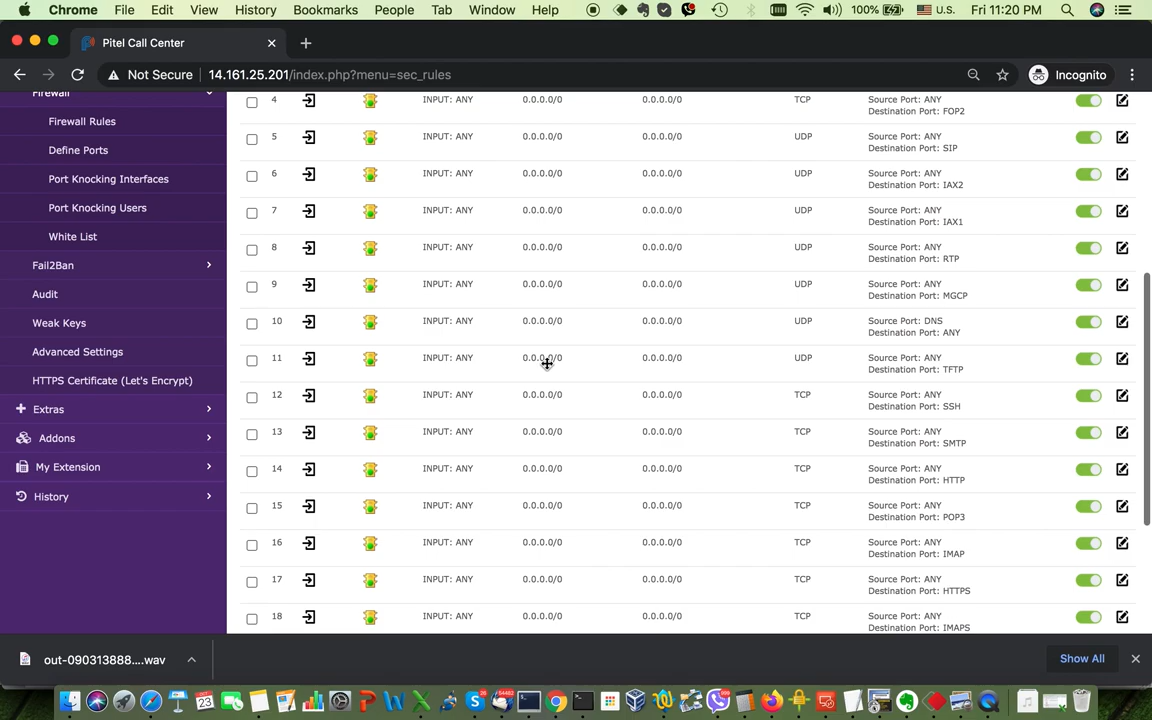 Chrome File Edit View History Bookmarks People Tab Window Help 100% U.S. Fri 11:20 PM
Pitel Call Center
Not Secure 14.161.25.201/index.php?menu=sec_rules Incognito
Firewall
Firewall Rules
Define Ports
Port Knocking Interfaces
Port Knocking Users
White List
Fail2Ban
Audit
Weak Keys
Advanced Settings
HTTPS Certificate (Let's Encrypt)
Extras
Addons
My Extension
History
4 INPUT: ANY 0.0.0.0/0 0.0.0.0/0 TCP Source Port: ANY
Destination Port: FOP2
5 INPUT: ANY 0.0.0.0/0 0.0.0.0/0 UDP Source Port: ANY
Destination Port: SIP
6 INPUT: ANY 0.0.0.0/0 0.0.0.0/0 UDP Source Port: ANY
Destination Port: IAX2
7 INPUT: ANY 0.0.0.0/0 0.0.0.0/0 UDP Source Port: ANY
Destination Port: IAX1
8 INPUT: ANY 0.0.0.0/0 0.0.0.0/0 UDP Source Port: ANY
Destination Port: RTP
9 INPUT: ANY 0.0.0.0/0 0.0.0.0/0 UDP Source Port: ANY
Destination Port: MGCP
10 INPUT: ANY 0.0.0.0/0 0.0.0.0/0 UDP Source Port: DNS
Destination Port: ANY
11 INPUT: ANY 0.0.0.0/0 0.0.0.0/0 UDP Source Port: ANY
Destination Port: TFTP
12 INPUT: ANY 0.0.0.0/0 0.0.0.0/0 TCP Source Port: ANY
Destination Port: SSH
13 INPUT: ANY 0.0.0.0/0 0.0.0.0/0 TCP Source Port: ANY
Destination Port: SMTP
14 INPUT: ANY 0.0.0.0/0 0.0.0.0/0 TCP Source Port: ANY
Destination Port: HTTP
15 INPUT: ANY 0.0.0.0/0 0.0.0.0/0 TCP Source Port: ANY
Destination Port: POP3
16 INPUT: ANY 0.0.0.0/0 0.0.0.0/0 TCP Source Port: ANY
Destination Port: IMAP
17 INPUT: ANY 0.0.0.0/0 0.0.0.0/0 TCP Source Port: ANY
Destination Port: HTTPS
18 INPUT: ANY 0.0.0.0/0 0.0.0.0/0 TCP Source Port: ANY
Destination Port: IMAPS
out-090313888....wav Show All